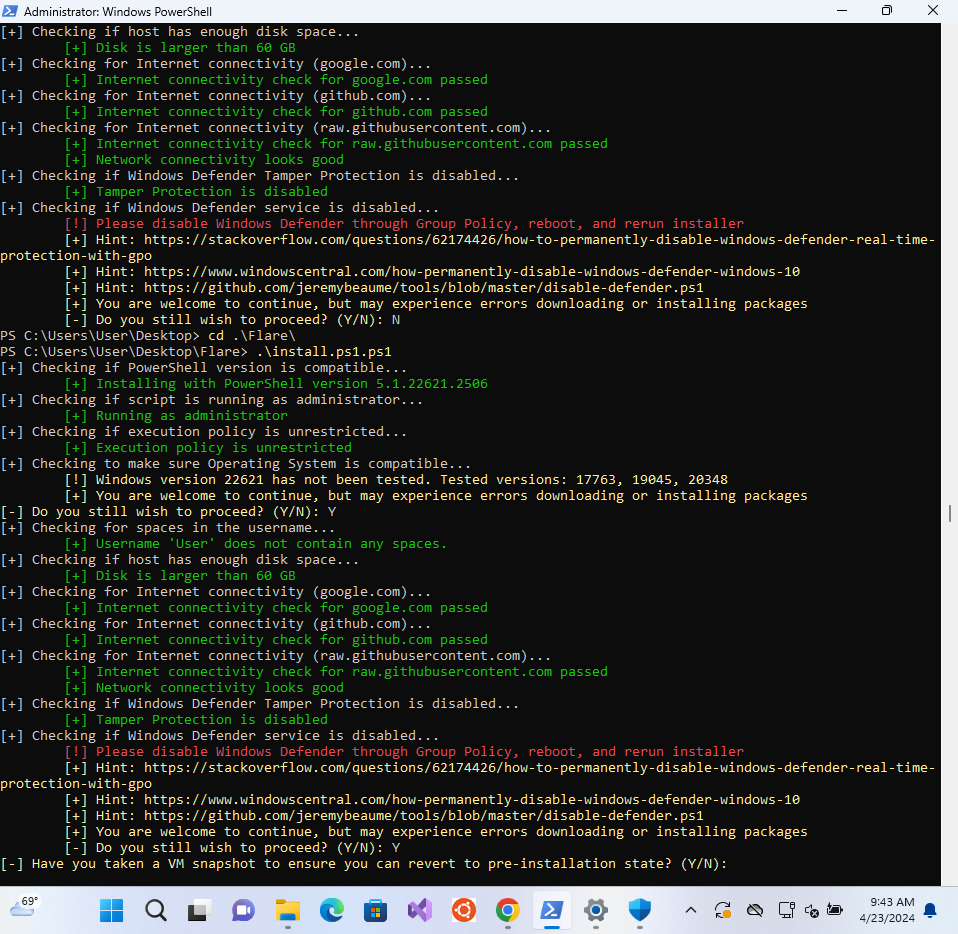 Administrator: Windows PowerShell
[+] Checking if host has enough disk space...
[+] Disk is larger than 60 GB
[+] Checking for Internet connectivity (google.com)...
[+] Internet connectivity check for google.com passed
[+] Checking for Internet connectivity (github.com)...
[+] Internet connectivity check for github.com passed
[+] Checking for Internet connectivity (raw.githubusercontent.com)...
[+] Internet connectivity check for raw.githubusercontent.com passed
[+] Network connectivity looks good
[+] Checking if Windows Defender Tamper Protection is disabled...
[+] Tamper Protection is disabled
[+] Checking if Windows Defender service is disabled...
[!] Please disable Windows Defender through Group Policy, reboot, and rerun installer
[+] Hint: https://stackoverflow.com/questions/62174426/how-to-permanently-disable-windows-defender-real-time-
protection-with-gpo
[+] Hint: https://www.windowscentral.com/how-permanently-disable-windows-defender-windows-10
[+] Hint: https://github.com/jeremybeaume/tools/blob/master/disable-defender.ps1
[+] You are welcome to continue, but may experience errors downloading or installing packages
[-] Do you still wish to proceed? (Y/N): N
PS C:\Users\User\Desktop> cd .\Flare\
PS C:\Users\User\Desktop\Flare> .\install.ps1.ps1
[+] Checking if PowerShell version is compatible...
[+] Installing with PowerShell version 5.1.22621.2506
[+] Checking if script is running as administrator...
[+] Running as administrator
[+] Checking if execution policy is unrestricted...
[+] Execution policy is unrestricted
[+] Checking to make sure Operating System is compatible...
[!] Windows version 22621 has not been tested. Tested versions: 17763, 19045, 20348
[+] You are welcome to continue, but may experience errors downloading or installing packages
[-] Do you still wish to proceed? (Y/N): Y
[+] Checking for spaces in the username...
[+] Username 'User' does not contain any spaces.
[+] Checking if host has enough disk space...
[+] Disk is larger than 60 GB
[+] Checking for Internet connectivity (google.com)...
[+] Internet connectivity check for google.com passed
[+] Checking for Internet connectivity (github.com)...
[+] Internet connectivity check for github.com passed
[+] Checking for Internet connectivity (raw.githubusercontent.com)...
[+] Internet connectivity check for raw.githubusercontent.com passed
[+] Network connectivity looks good
[+] Checking if Windows Defender Tamper Protection is disabled...
[+] Tamper Protection is disabled
[+] Checking if Windows Defender service is disabled...
[!] Please disable Windows Defender through Group Policy, reboot, and rerun installer
[+] Hint: https://stackoverflow.com/questions/62174426/how-to-permanently-disable-windows-defender-real-time-
protection-with-gpo
[+] Hint: https://www.windowscentral.com/how-permanently-disable-windows-defender-windows-10
[+] Hint: https://github.com/jeremybeaume/tools/blob/master/disable-defender.ps1
[+] You are welcome to continue, but may experience errors downloading or installing packages
[-] Do you still wish to proceed? (Y/N): Y
[-] Have you taken a VM snapshot to ensure you can revert to pre-installation state? (Y/N):
69°
9:43 AM
4/23/2024